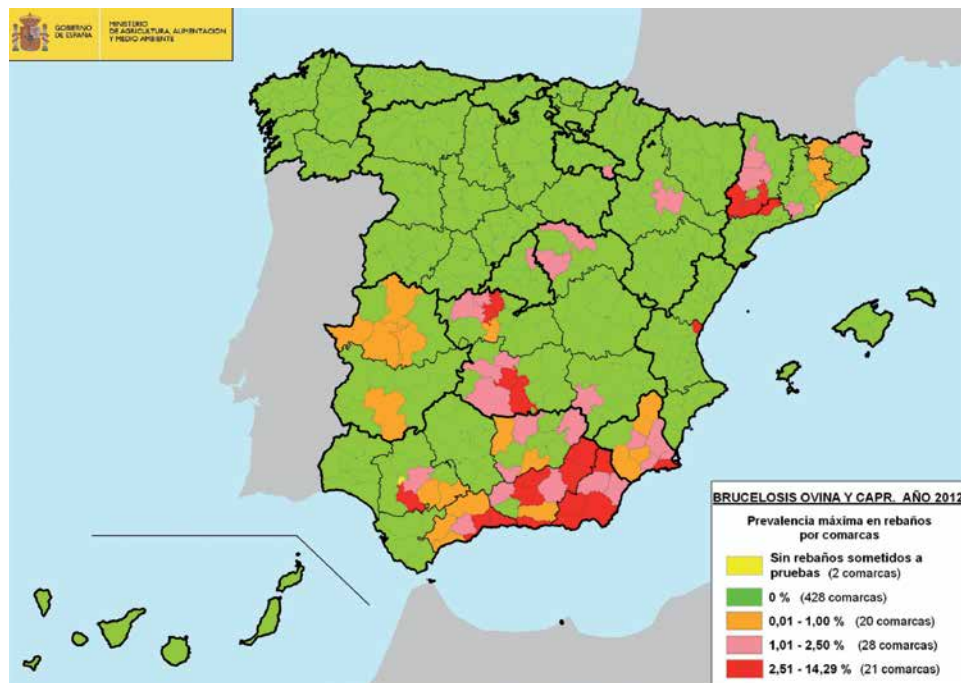 GOBIERNO
DE ESPAÑA
MINISTERIO
DE AGRICULTURA, ALIMENTACIÓN
Y MEDIO AMBIENTE
BRUCELOSIS OVINA Y CAPR. AÑO 2012
Prevalencia máxima en rebaños
por comarcas
Sin rebaños sometidos a
pruebas (2 comarcas)
0 % (428 comarcas)
0,01 - 1,00 % (20 comarcas)
1,01 - 2,50 % (28 comarcas)
2,51 - 14,29 % (21 comarcas)